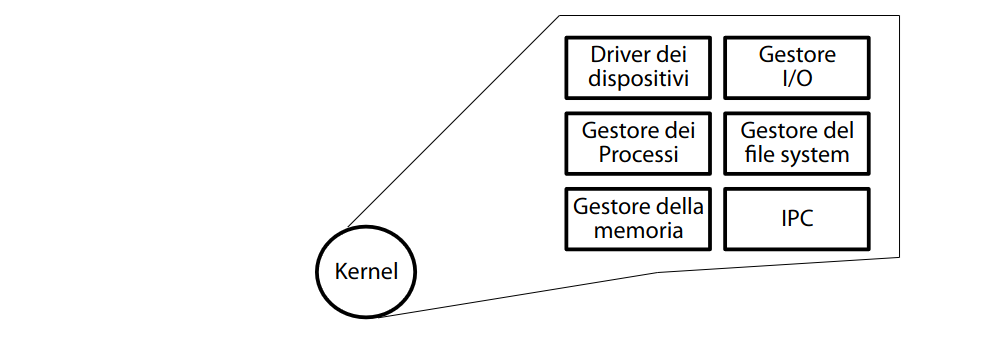 Driver dei
dispositivi
Gestore
I/O
Gestore dei
Processi
Gestore del
file system
Gestore della
memoria
IPC
Kernel